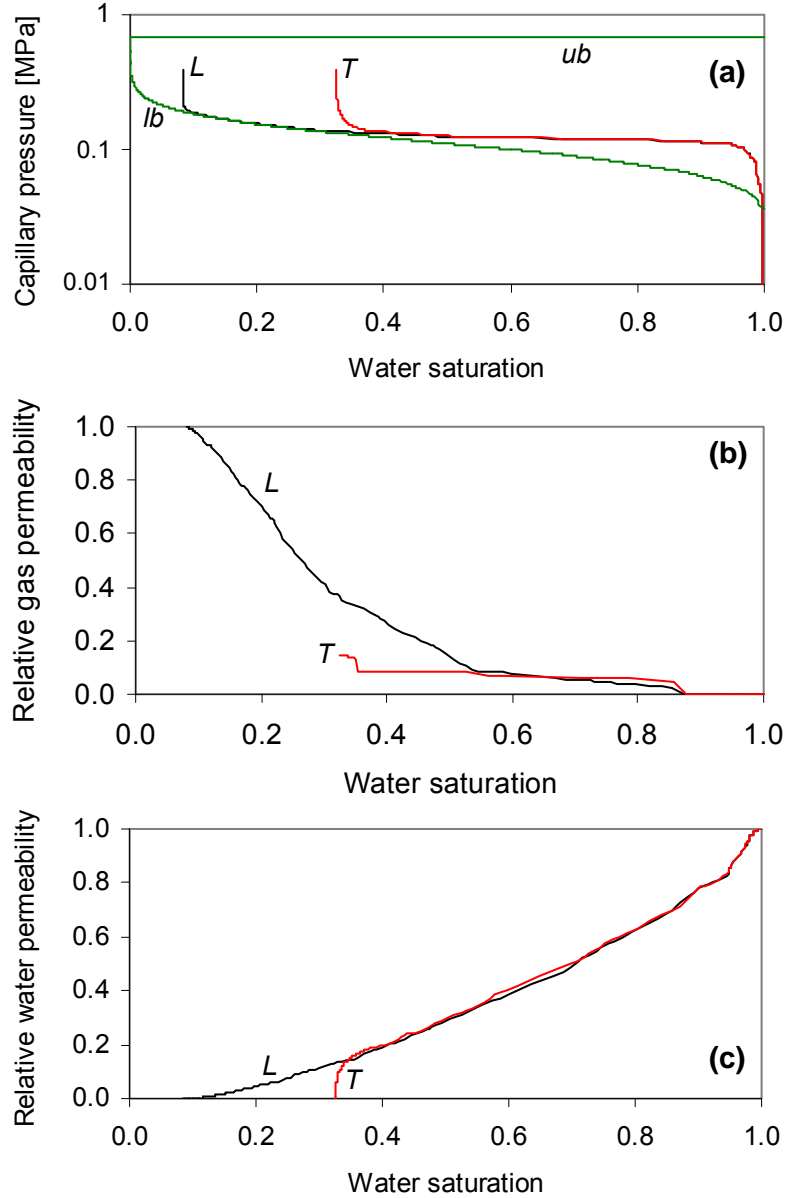 1
0.1
0.01
Capillary pressure [MPa]
L
T
ub
lb
(a)
0.0 0.2 0.4 0.6 0.8 1.0
Water saturation
1.0
0.8
0.6
0.4
0.2
0.0
Relative gas permeability
L
T
(b)
0.0 0.2 0.4 0.6 0.8 1.0
Water saturation
1.0
0.8
0.6
0.4
0.2
0.0
Relative water permeability
L
T
(c)
0.0 0.2 0.4 0.6 0.8 1.0
Water saturation